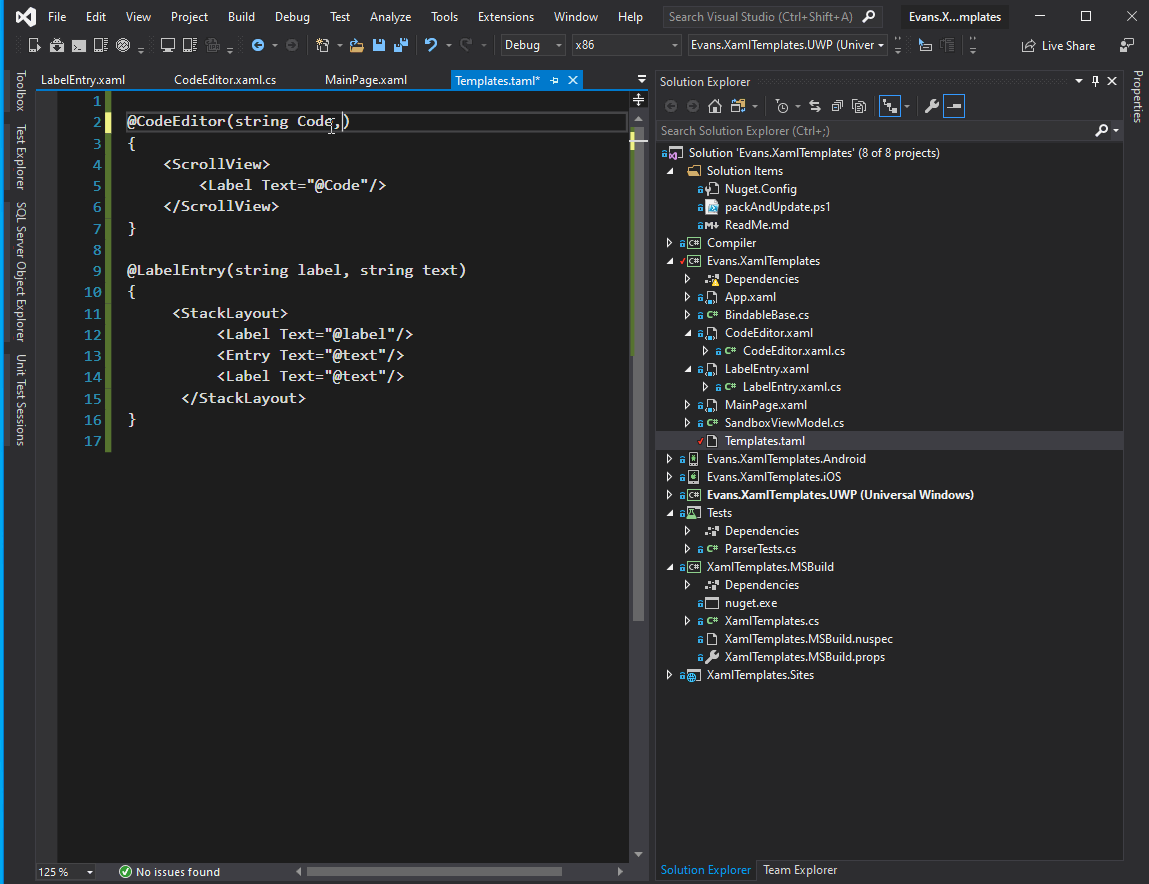 File Edit View Project Build Debug Test Analyze Tools Extensions Window Help Search Visual Studio (Ctrl+Shift+A) Evans.X...mplates
Debug x86 Evans.XamlTemplates.UWP (Univer Live Share
LabelEntry.xaml CodeEditor.xaml.cs MainPage.xaml Templates.taml*
Toolbox
Test Explorer
SQL Server Object Explorer
Unit Test Sessions
1
2 @CodeEditor(string Code,)
3 {
4 <ScrollView>
5 <Label Text="@Code"/>
6 </ScrollView>
7 }
8
9 @LabelEntry(string label, string text)
10 {
11 <StackLayout>
12 <Label Text="@label"/>
13 <Entry Text="@text"/>
14 <Label Text="@text"/>
15 </StackLayout>
16 }
17
125 % No issues found
Solution Explorer
Search Solution Explorer (Ctrl+;)
Solution 'Evans.XamlTemplates' (8 of 8 projects)
Solution Items
Nuget.Config
packAndUpdate.ps1
M ReadMe.md
C# Compiler
C# Evans.XamlTemplates
Dependencies
App.xaml
C# BindableBase.cs
CodeEditor.xaml
C# CodeEditor.xaml.cs
LabelEntry.xaml
C# LabelEntry.xaml.cs
MainPage.xaml
C# SandboxViewModel.cs
Templates.taml
Evans.XamlTemplates.Android
Evans.XamlTemplates.iOS
C# Evans.XamlTemplates.UWP (Universal Windows)
Tests
Dependencies
C# ParserTests.cs
C# XamlTemplates.MSBuild
Dependencies
nuget.exe
C# XamlTemplates.cs
XamlTemplates.MSBuild.nuspec
XamlTemplates.MSBuild.props
XamlTemplates.Sites
Solution Explorer Team Explorer
Properties